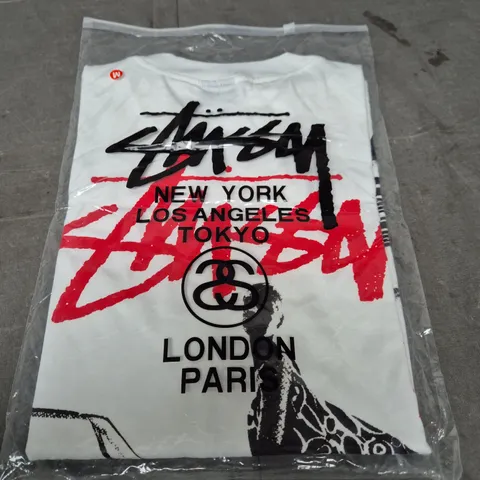 M
Stüssy
NEW YORK
LOS ANGELES
TOKYO
Stüssy
LONDON
PARIS